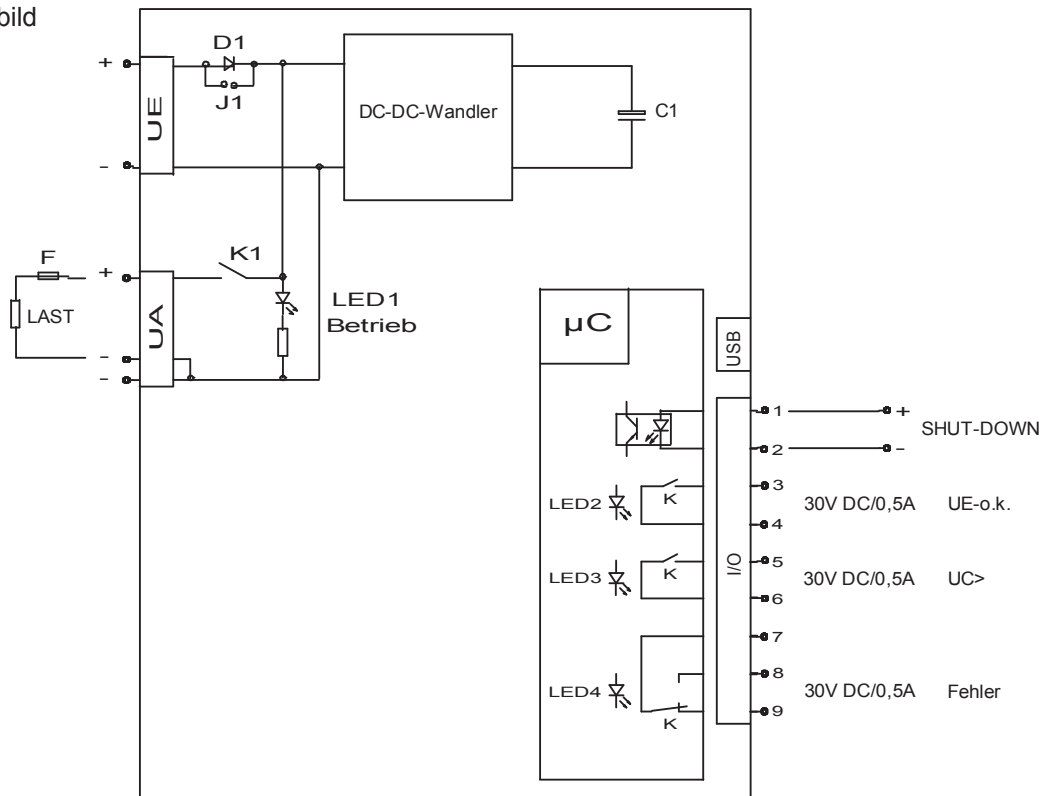 bild
D1
+
J1
UE
DC-DC-Wandler
C1
-
K1
F
+
LAST
UA
LED1
Betrieb
-
-
µC
USB
1
+
SHUT-DOWN
2
-
3
LED2
K
30V DC/0,5A
UE-o.k.
4
I/O
5
LED3
K
30V DC/0,5A
UC>
6
7
8
LED4
30V DC/0,5A
Fehler
9
K